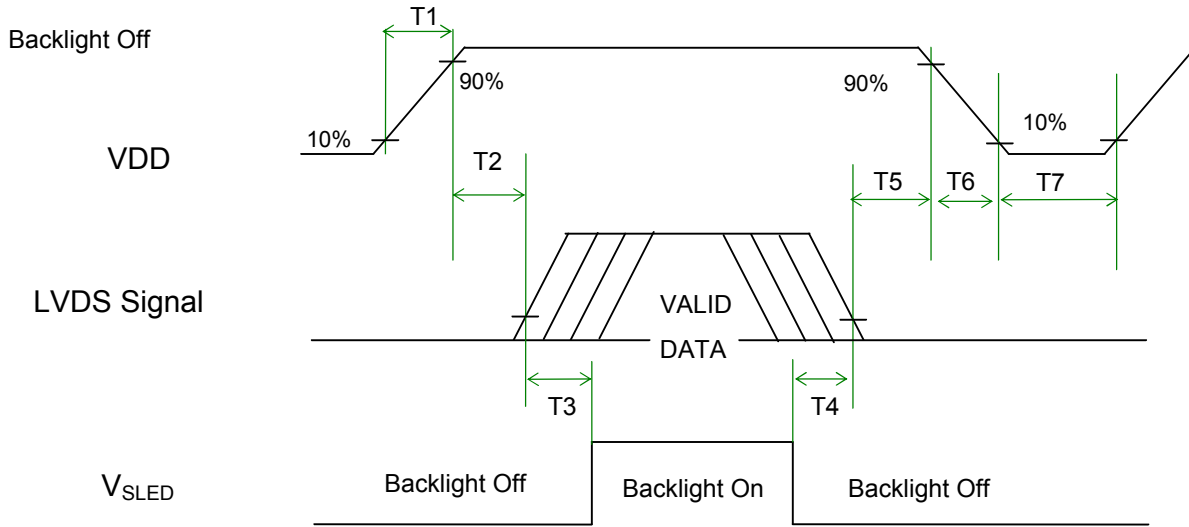 T1
Backlight Off
90%
90%
10%
10%
VDD
T2
T5
T6
T7
LVDS Signal
VALID
DATA
T3
T4
VSLED
Backlight Off
Backlight On
Backlight Off